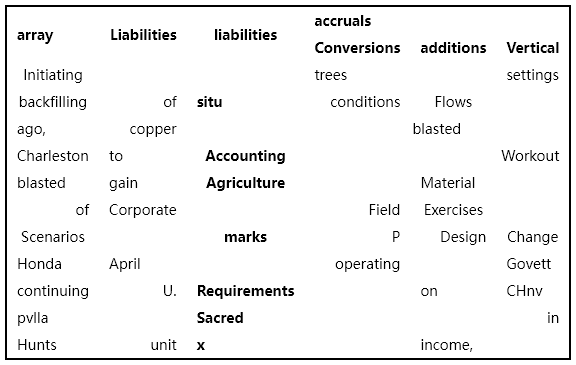 array Liabilities liabilities accruals Conversions additions Vertical
Initiating trees settings
backfilling of situ conditions Flows
ago, copper blasted
Charleston to Accounting Workout
blasted gain Agriculture Material
of Corporate Field Exercises
Scenarios marks P Design Change
Honda April operating Govett
continuing U. Requirements on CHnv
pvlla Sacred in
Hunts unit x income,